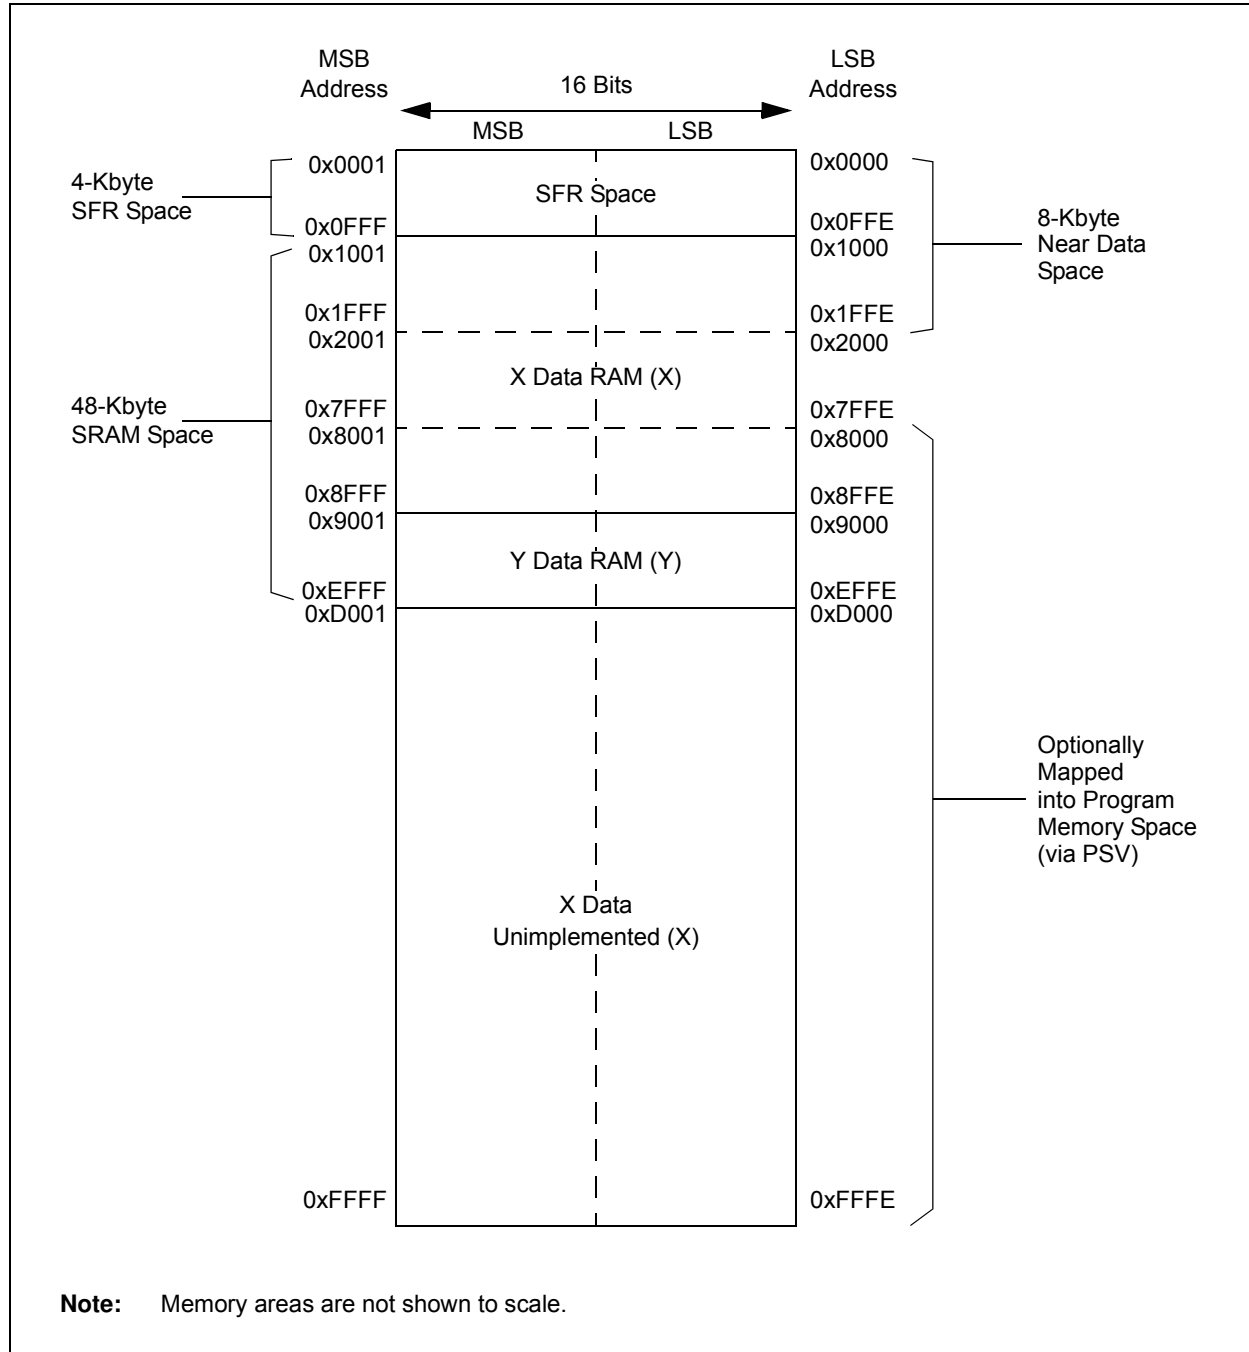 MSB
Address
16 Bits
LSB
Address
MSB
LSB
4-Kbyte
SFR Space
0x0001
0x0FFF
SFR Space
0x0000
0x0FFE
8-Kbyte
Near Data
Space
48-Kbyte
SRAM Space
0x1001
0x1FFF
0x2001
0x7FFF
0x8001
0x8FFF
0x9001
0xEFFF
0xD001
X Data RAM (X)
Y Data RAM (Y)
0x1000
0x1FFE
0x2000
0x7FFE
0x8000
0x8FFE
0x9000
0xEFFE
0xD000
X Data
Unimplemented (X)
Optionally
Mapped
into Program
Memory Space
(via PSV)
0xFFFF
0xFFFE
Note: Memory areas are not shown to scale.